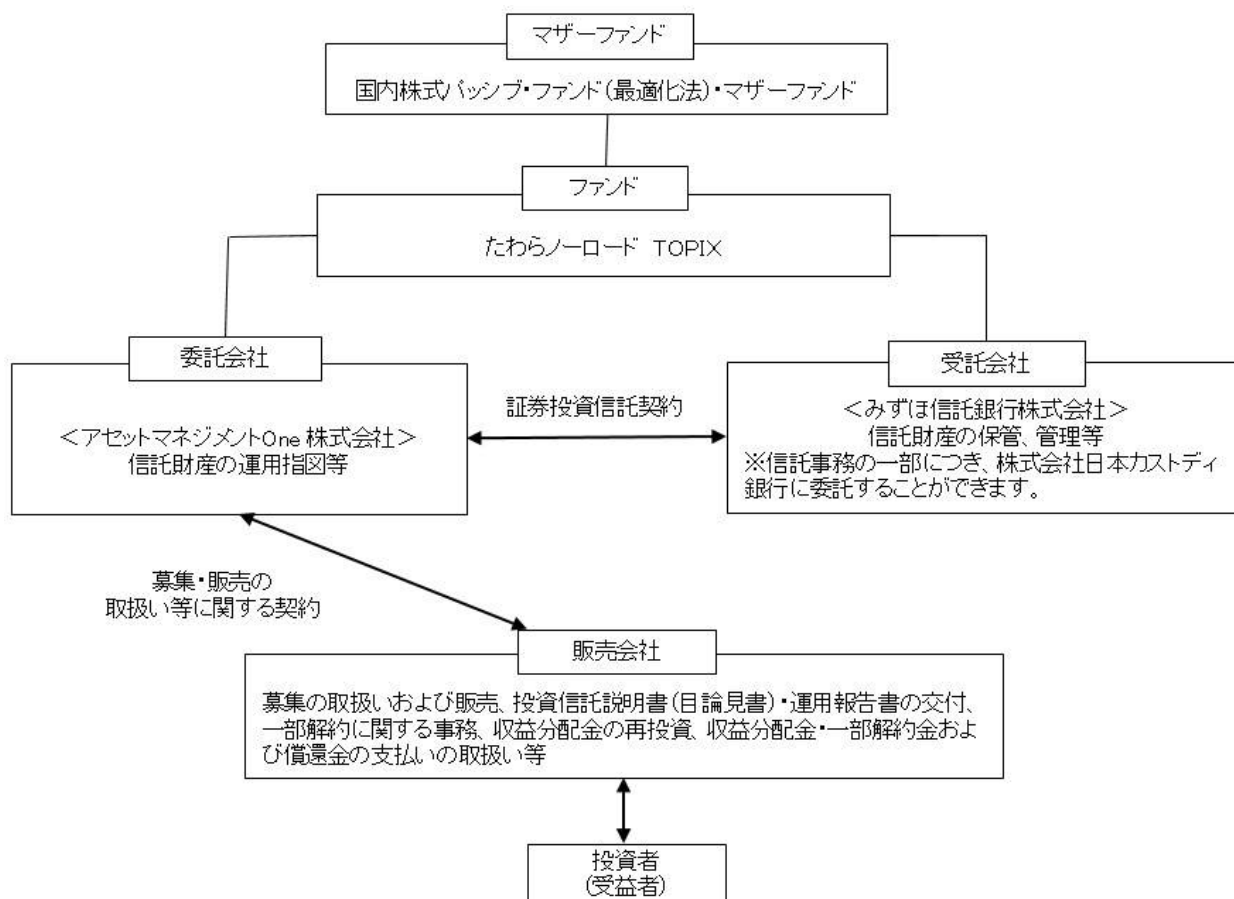 マザーファンド
国内株式パッシブ・ファンド(最適化法)・マザーファンド
ファンド
たわらノーロード TOPIX
委託会社
<アセットマネジメントOne 株式会社>
信託財産の運用指図等
証券投資信託契約
受託会社
<みずほ信託銀行株式会社>
信託財産の保管、管理等
※信託事務の一部につき、株式会社日本カストディ
銀行に委託することができます。
募集・販売の
取扱い等に関する契約
販売会社
募集の取扱いおよび販売、投資信託説明書(目論見書)・運用報告書の交付、
一部解約に関する事務、収益分配金の再投資、収益分配金・一部解約金およ
び償還金の支払いの取扱い等
投資者
(受益者)